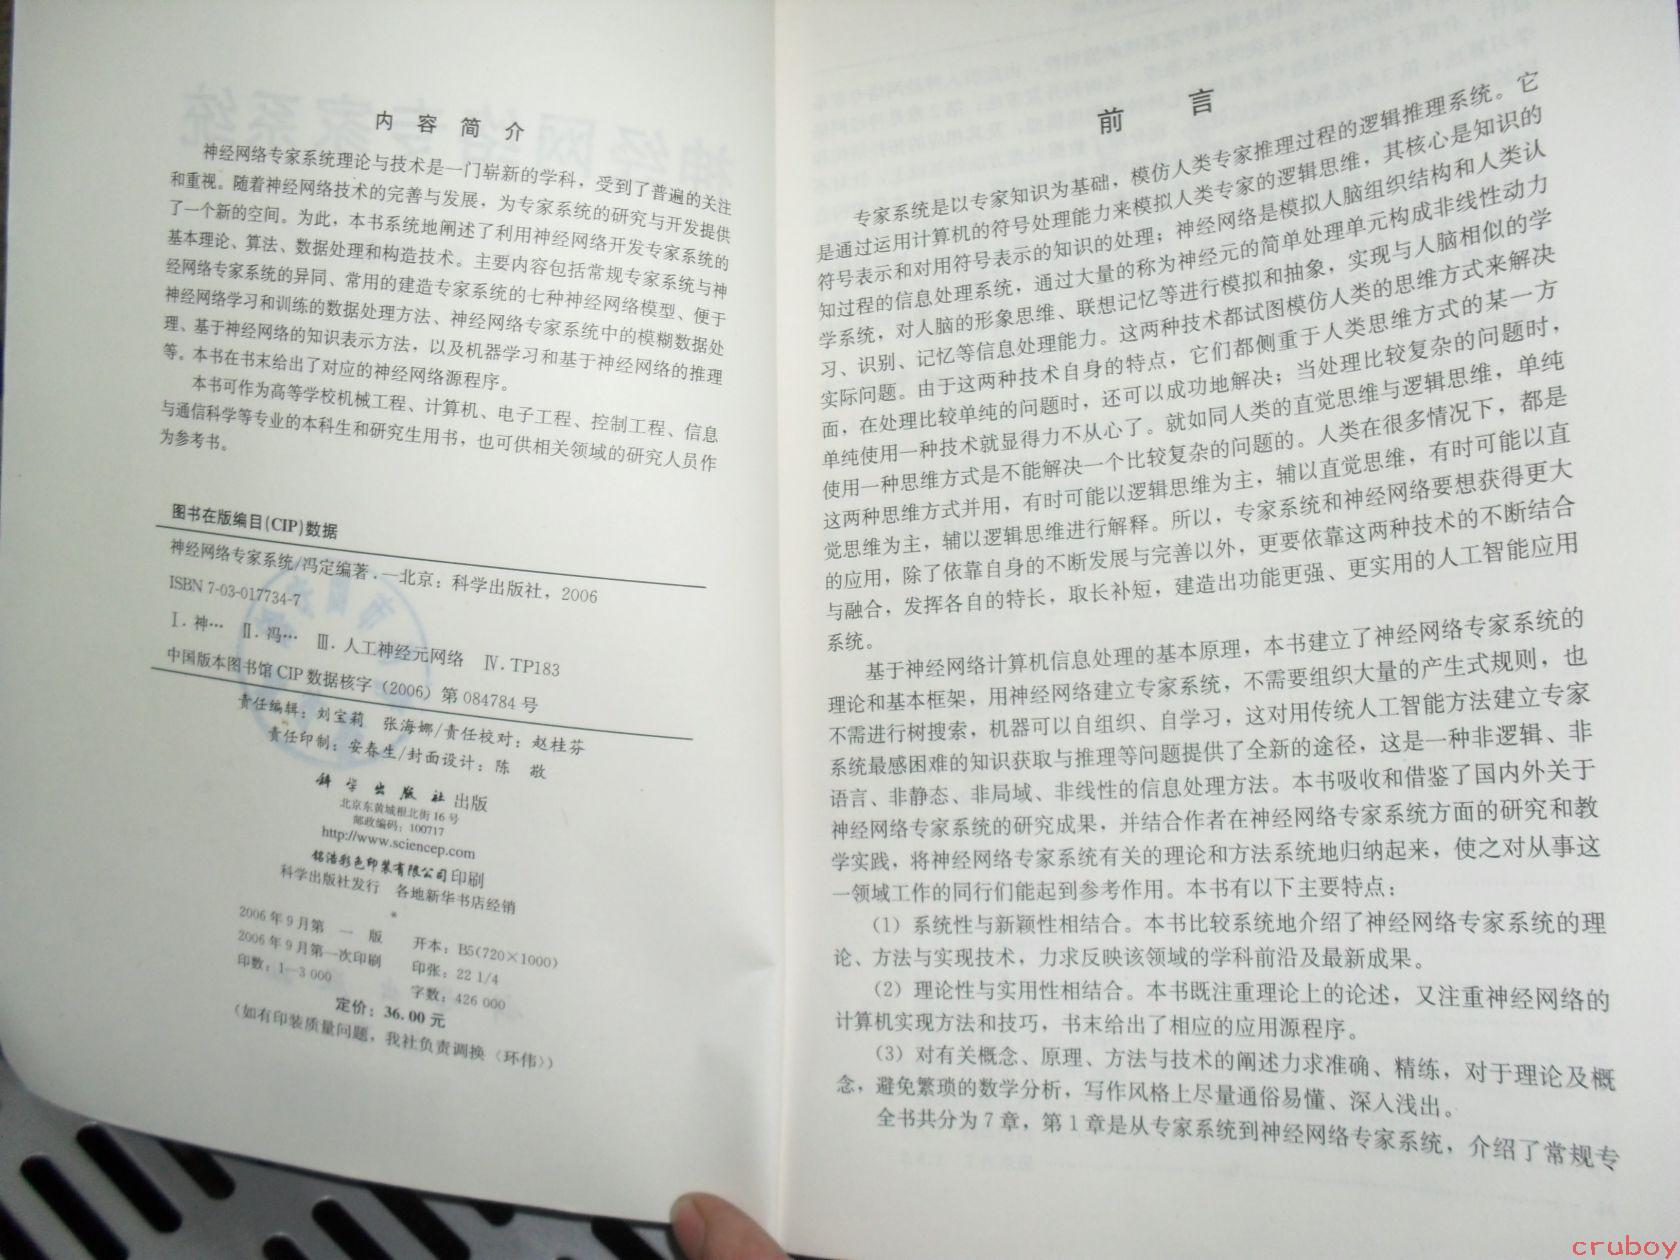 内容简介
神经网络专家系统理论与技术是一门崭新的学科，受到了普遍的关注
和重视。随着神经网络技术的完善与发展，为专家系统的研究与开发提供
了一个新的空间。为此，本书系统地阐述了利用神经网络开发专家系统的
基本理论、算法、数据处理和构造技术。主要内容包括常规专家系统与神
经网络专家系统的异同、常用的建造专家系统的七种神经网络模型、便于
神经网络学习和训练的数据处理方法、神经网络专家系统中的模糊数据处
理、基于神经网络的知识表示方法，以及机器学习和基于神经网络的推理
等。本书在书末给出了对应的神经网络源程序。
本书可作为高等学校机械工程、计算机、电子工程、控制工程、信息
与通信科学等专业的本科生和研究生用书，也可供相关领域的研究人员作
为参考书。
图书在版编目(CIP)数据
神经网络专家系统/冯定编著.—北京：科学出版社，2006
ISBN 7-03-017734-7
Ⅰ.神… Ⅱ.冯… Ⅲ.人工神经元网络 Ⅳ.TP183
中国版本图书馆CIP数据核字（2006）第084784号
责任编辑：刘宝莉 张海娜/责任校对：赵桂芬
责任印制：安春生/封面设计：陈 敬
科学出版社 出版
北京东黄城根北街16号
邮政编码：100717
http://www.sciencep.com
铭浩彩色印装有限公司印刷
科学出版社发行 各地新华书店经销
*
2006年9月第 一 版 开本：B5(720×1000)
2006年9月第一次印刷 印张：22 1/4
印数：1—3 000 字数：426 000
定价：36.00元
（如有印装质量问题，我社负责调换〈环伟〉）
前 言
专家系统是以专家知识为基础，模仿人类专家推理过程的逻辑推理系统。它
是通过运用计算机的符号处理能力来模拟人类专家的逻辑思维，其核心是知识的
符号表示和对用符号表示的知识的处理；神经网络是模拟人脑组织结构和人类认
知过程的信息处理系统，通过大量的称为神经元的简单处理单元构成非线性动力
学系统，对人脑的形象思维、联想记忆等进行模拟和抽象，实现与人脑相似的学
习、识别、记忆等信息处理能力。这两种技术都试图模仿人类的思维方式来解决
实际问题。由于这两种技术自身的特点，它们都侧重于人类思维方式的某一方
面，在处理比较单纯的问题时，还可以成功地解决；当处理比较复杂的问题时，
单纯使用一种技术就显得力不从心了。就如同人类的直觉思维与逻辑思维，单纯
使用一种思维方式是不能解决一个比较复杂的问题的。人类在很多情况下，都是
这两种思维方式并用，有时可能以逻辑思维为主，辅以直觉思维，有时可能以直
觉思维为主，辅以逻辑思维进行解释。所以，专家系统和神经网络要想获得更大
的应用，除了依靠自身的不断发展与完善以外，更要依靠这两种技术的不断结合
与融合，发挥各自的特长，取长补短，建造出功能更强、更实用的人工智能应用
系统。
基于神经网络计算机信息处理的基本原理，本书建立了神经网络专家系统的
理论和基本框架，用神经网络建立专家系统，不需要组织大量的产生式规则，也
不需进行树搜索，机器可以自组织、自学习，这对用传统人工智能方法建立专家
系统最感困难的知识获取与推理等问题提供了全新的途径，这是一种非逻辑、非
语言、非静态、非局域、非线性的信息处理方法。本书吸收和借鉴了国内外关于
神经网络专家系统的研究成果，并结合作者在神经网络专家系统方面的研究和教
学实践，将神经网络专家系统有关的理论和方法系统地归纳起来，使之对从事这
一领域工作的同行们能起到参考作用。本书有以下主要特点：
（1）系统性与新颖性相结合。本书比较系统地介绍了神经网络专家系统的理
论、方法与实现技术，力求反映该领域的学科前沿及最新成果。
（2）理论性与实用性相结合。本书既注重理论上的论述，又注重神经网络的
计算机实现方法和技巧，书末给出了相应的应用源程序。
（3）对有关概念、原理、方法与技术的阐述力求准确、精练，对于理论及概
念，避免繁琐的数学分析，写作风格上尽量通俗易懂、深入浅出。
全书共分为7章，第1章是从专家系统到神经网络专家系统，介绍了常规专
cruboy